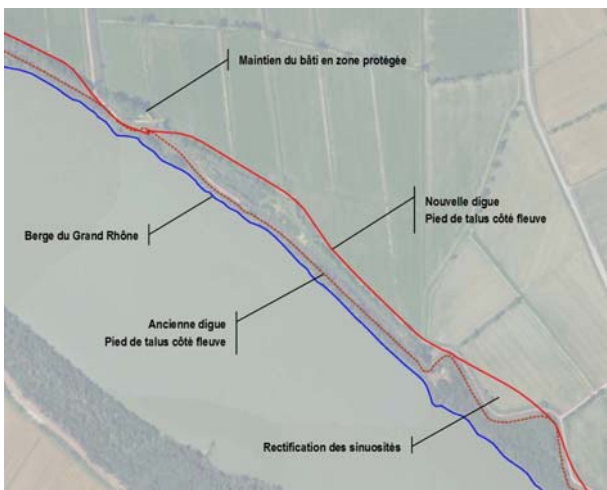 Maintien du bâti en zone protégée
Nouvelle digue
Pied de talus côté fleuve
Berge du Grand Rhône
Ancienne digue
Pied de talus côté fleuve
Rectification des sinuosités